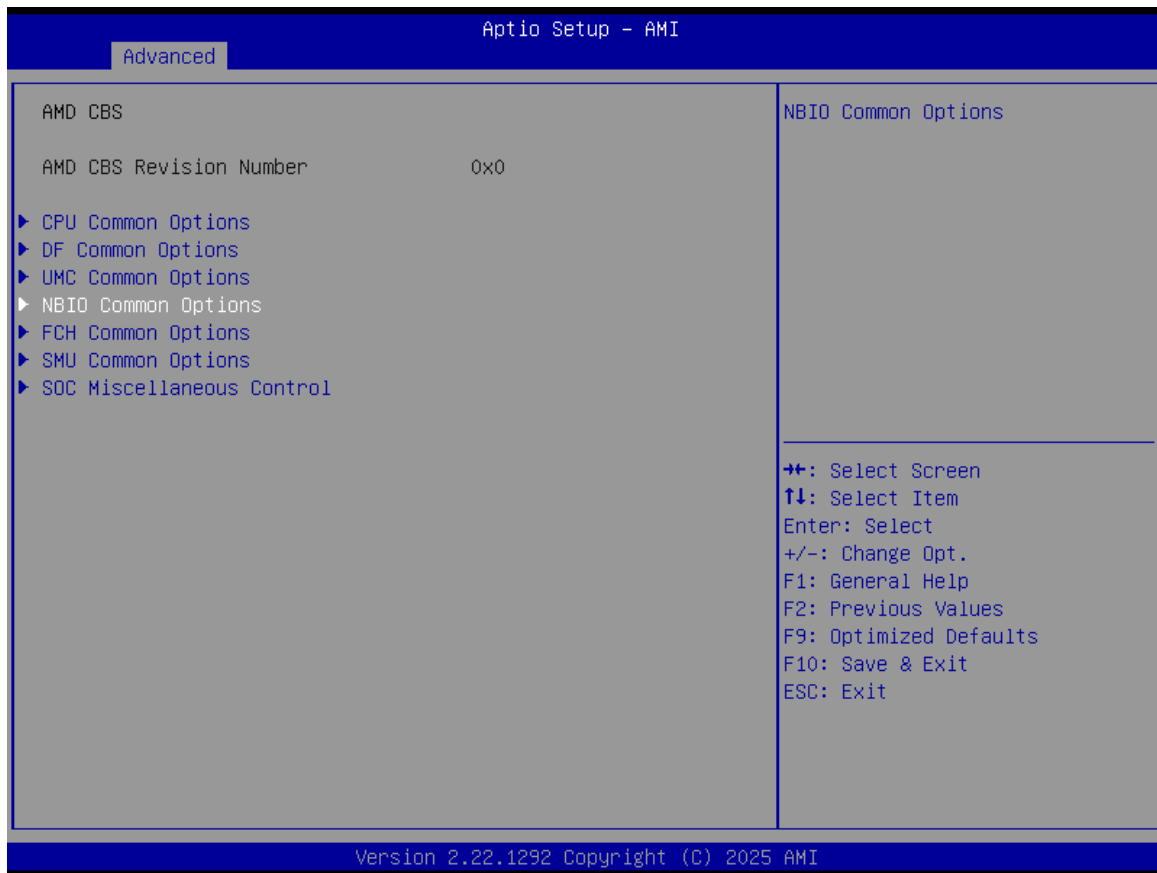 Aptio Setup – AMI
Advanced
AMD CBS
AMD CBS Revision Number 0x0
▶ CPU Common Options
▶ DF Common Options
▶ UMC Common Options
▶ NBIO Common Options
▶ FCH Common Options
▶ SMU Common Options
▶ SOC Miscellaneous Control
NBIO Common Options
→←: Select Screen
↑↓: Select Item
Enter: Select
+/-: Change Opt.
F1: General Help
F2: Previous Values
F9: Optimized Defaults
F10: Save & Exit
ESC: Exit
Version 2.22.1292 Copyright (C) 2025 AMI